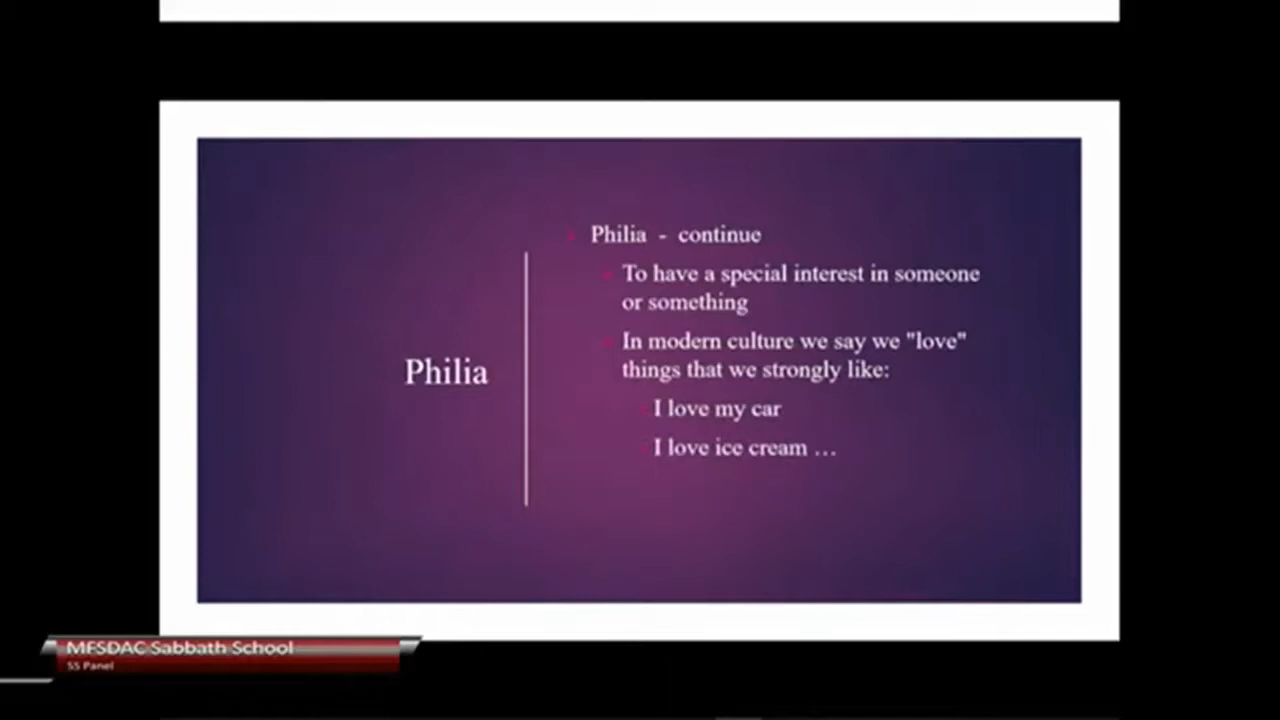 Philia
Philia - continue
To have a special interest in someone
or something
In modern culture we say we "love"
things that we strongly like:
I love my car
I love ice cream …
MESDAC Sabbath School
SS Panel